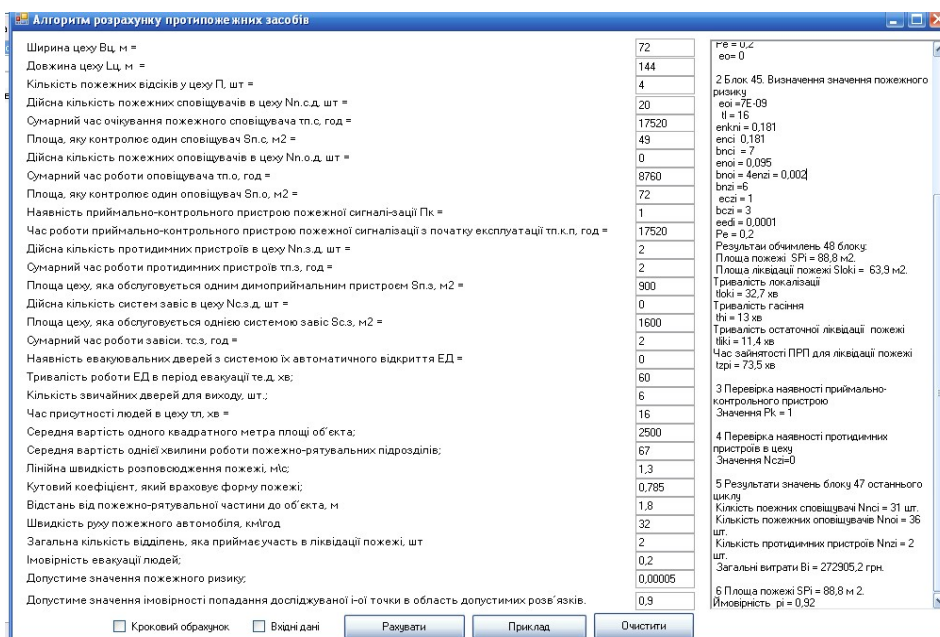 Алгоритм розрахунку протипожежних засобів
Ширина цеху Вц, м = 72
Довжина цеху Lц, м = 144
Кількість пожежних відсіків у цеху П, шт = 4
Дійсна кількість пожежних сповіщувачів в цеху Nп.с.д, шт = 20
Сумарний час очікування пожежного сповіщувача τп.с, год = 17520
Площа, яку контролює один сповіщувач Sп.с, м2 = 49
Дійсна кількість пожежних оповіщувачів в цеху Nп.о.д, шт = 0
Сумарний час роботи оповіщувача τп.о, год = 8760
Площа, яку контролює один оповіщувач Sп.о, м2 = 72
Наявність приймально-контрольного пристрою пожежної сигналі-зації Пк = 1
Час роботи приймально-контрольного пристрою пожежної сигналізації з початку експлуатації τп.к.п, год = 17520
Дійсна кількість протидимних пристроїв в цеху Nп.з.д, шт = 2
Сумарний час роботи протидимних пристроїв τп.з, год = 2
Площа цеху, яка обслуговується одним димоприймальним пристроєм Sп.з, м2 = 900
Дійсна кількість систем завіс в цеху Nс.з.д, шт = 0
Площа цеху, яка обслуговується однією системою завіс Sс.з, м2 = 1600
Сумарний час роботи завіси. τс.з, год = 2
Наявність евакуювальних дверей з системою їх автоматичного відкриття ЕД = 0
Тривалість роботи ЕД в період евакуації τе.д, хв; 60
Кількість звичайних дверей для виходу, шт.; 6
Час присутності людей в цеху τл, хв = 16
Середня вартість одного квадратного метра площі об'єкта; 2500
Середня вартість однієї хвилини роботи пожежно-рятувальних підрозділів; 67
Лінійна швидкість розповсюдження пожежі, м\с; 1,3
Кутовий коефіцієнт, який враховує форму пожежі; 0,785
Відстань від пожежно-рятувальної частини до об'єкта, м 1,8
Швидкість руху пожежного автомобіля, км\год 32
Загальна кількість відділень, яка приймає участь в ліквідації пожежі, шт 2
Імовірність евакуації людей; 0,2
Допустиме значення пожежного ризику; 0,00005
Допустиме значення імовірності попадання досліджуваної і-ої точки в область допустимих розв'язків. 0,9
Кроковий обрахунок Вхідні дані Рахувати Приклад Очистити
Pe = 0,2
eo= 0
2 Блок 45. Визначення значення пожежного
ризику
eoi =7E-09
tl = 16
enkni = 0,181
enci 0,181
bnci = 7
enoi = 0,095
bnoi = 4enzi = 0,002
bnzi =6
eczi = 1
bczi = 3
eedi = 0,0001
Pe = 0,2
Результаи обчимлень 48 блоку:
Площа пожежі SPi = 88,8 м2.
Площа ліквідації пожежі Sloki = 63,9 м2.
Тривалість локалізації
tloki = 32,7 хв
Тривалість гасіння
thi = 13 хв
Тривалість остаточної ліквідації пожежі
tliki = 11,4 хв
Час зайнятості ПРП для ліквідації пожежі
tzpi = 73,5 хв
3 Перевірка наявності приймально-
контрольного пристрою
Значення Pk = 1
4 Перевірка наявності протидимних
пристроїв в цеху
Значення Nczi=0
5 Результати значень блоку 47 останнього
циклу
Кілкість поежних сповіщувачі Nnci = 31 шт.
Кількість пожежних оповіщувачів Nnoi = 36
шт.
Кількість протидимних пристроїв Nnzi = 2
шт.
Загальні витрати Bi = 272905,2 грн.
6 Площа пожежі SPi = 88,8 м 2.
Ймовірність pi = 0,92